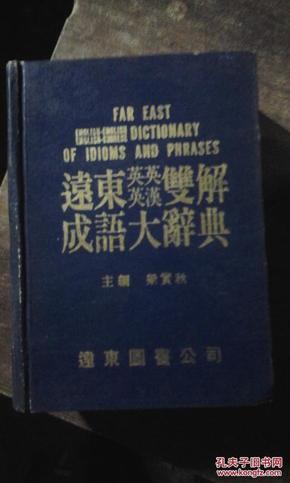 FAR EAST
ENGLISH-ENGLISH DICTIONARY
OF IDIOMS AND PHRASES
遠東英英英漢雙解
成語大辭典
主編 梁實秋
遠東圖書公司
孔夫子旧书网